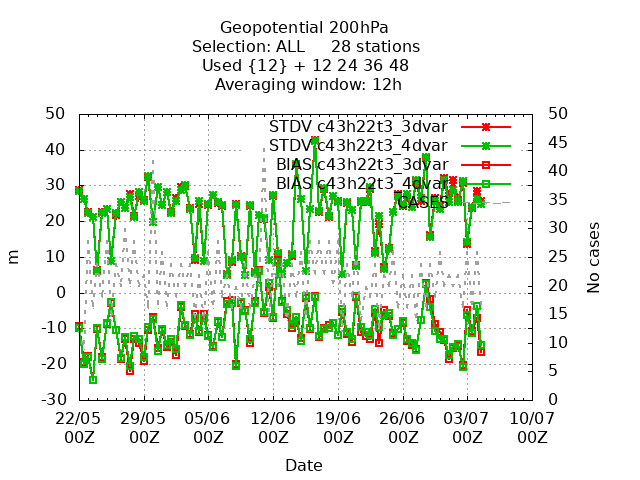 Geopotential 200hPa
Selection: ALL     28 stations
Used {12} + 12 24 36 48
Averaging window: 12h
50
40
30
20
10
0
-10
-20
-30
m
50
45
40
35
30
25
20
15
10
5
0
No cases
STDV c43h22t3_3dvar
STDV c43h22t3_4dvar
BIAS c43h22t3_3dvar
BIAS c43h22t3_4dvar
CASES
22/05 29/05 05/06 12/06 19/06 26/06 03/07 10/07
00Z 00Z 00Z 00Z 00Z 00Z 00Z 00Z
Date